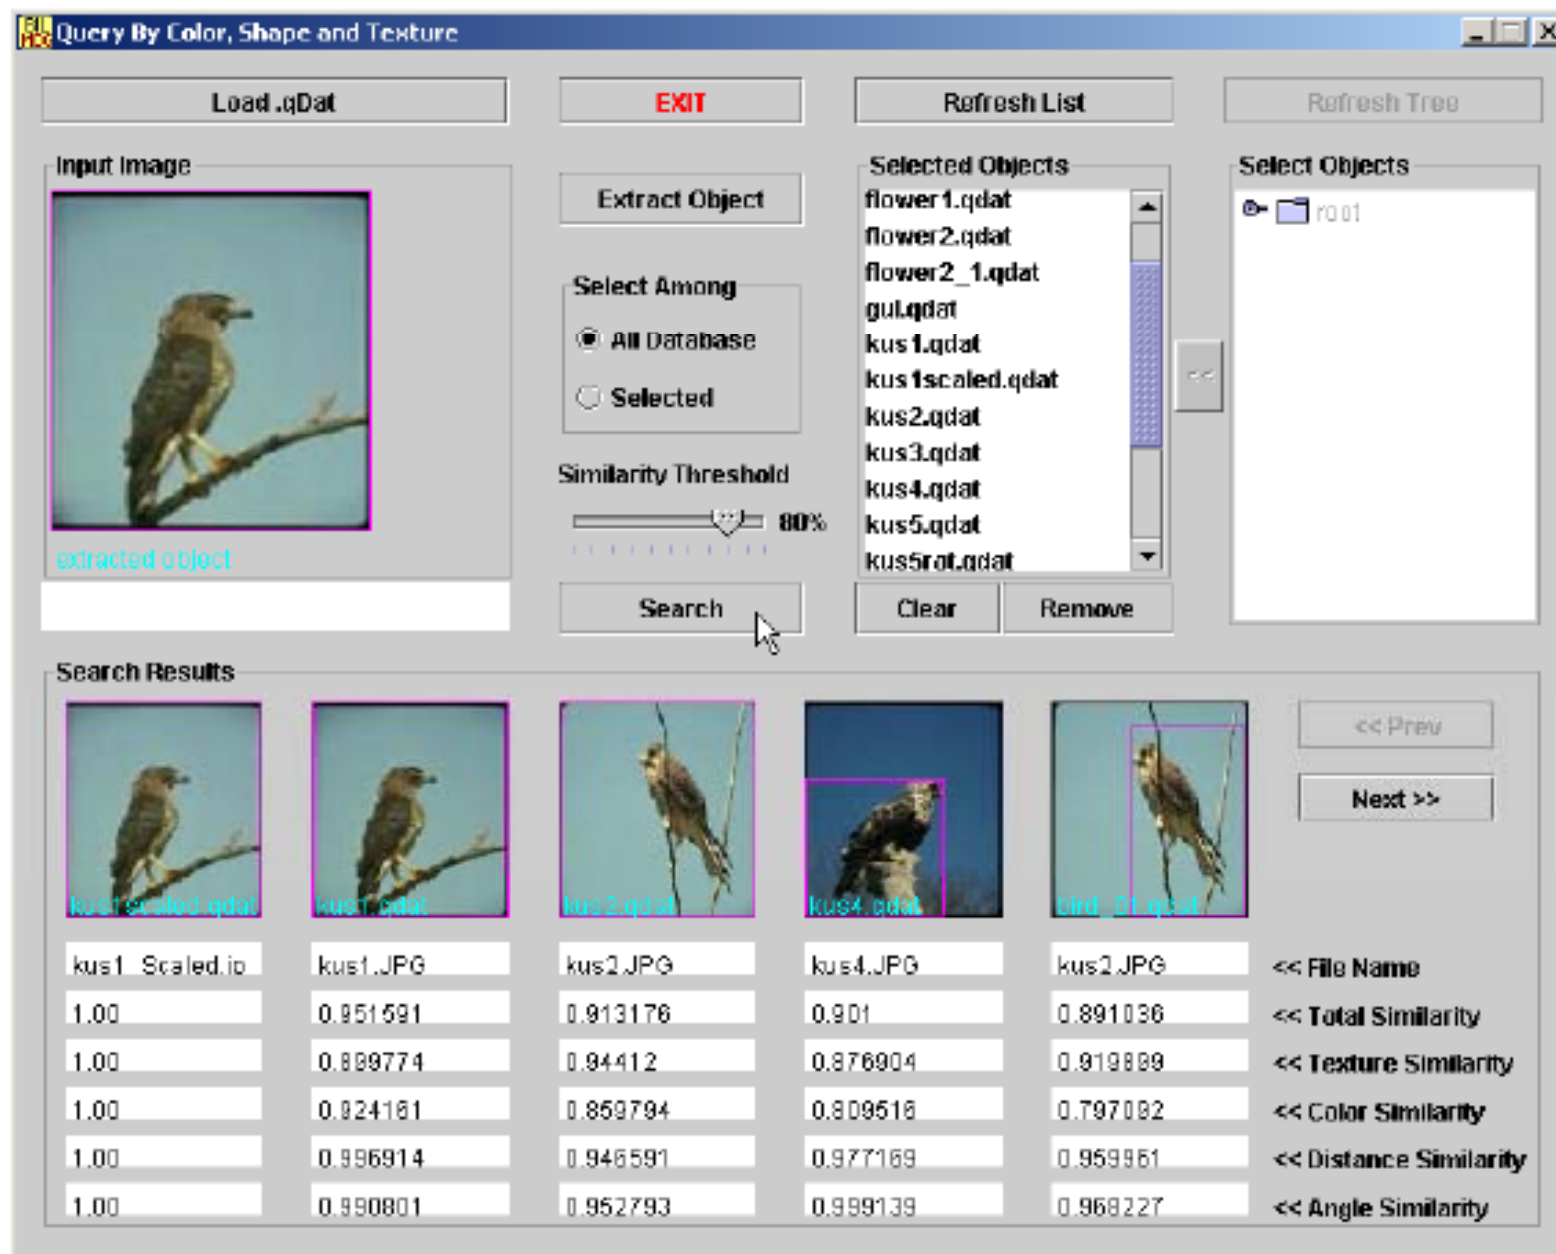 BIL MCG Query By Color, Shape and Texture
Load .qDat EXIT Refresh List Refresh Tree
Input Image
extracted object
Extract Object
Select Among
All Database
Selected
Similarity Threshold
80%
Search
Selected Objects
flower1.qdat
flower2.qdat
flower2_1.qdat
gul.qdat
kus1.qdat
kus1scaled.qdat
kus2.qdat
kus3.qdat
kus4.qdat
kus5.qdat
kus5rot.qdat
Clear Remove
<<
Select Objects
root
Search Results
kus1scaled.qdat kus1.qdat kus2.qdat kus4.qdat bird_01.qdat
<< Prev
Next >>
kus1_Scaled.jp kus1.JPG kus2.JPG kus4.JPG kus2.JPG << File Name
1.00 0.951591 0.913176 0.901 0.891036 << Total Similarity
1.00 0.899774 0.94412 0.876904 0.919899 << Texture Similarity
1.00 0.924161 0.859794 0.809516 0.797092 << Color Similarity
1.00 0.996914 0.946591 0.977169 0.959961 << Distance Similarity
1.00 0.990801 0.952793 0.999139 0.968227 << Angle Similarity